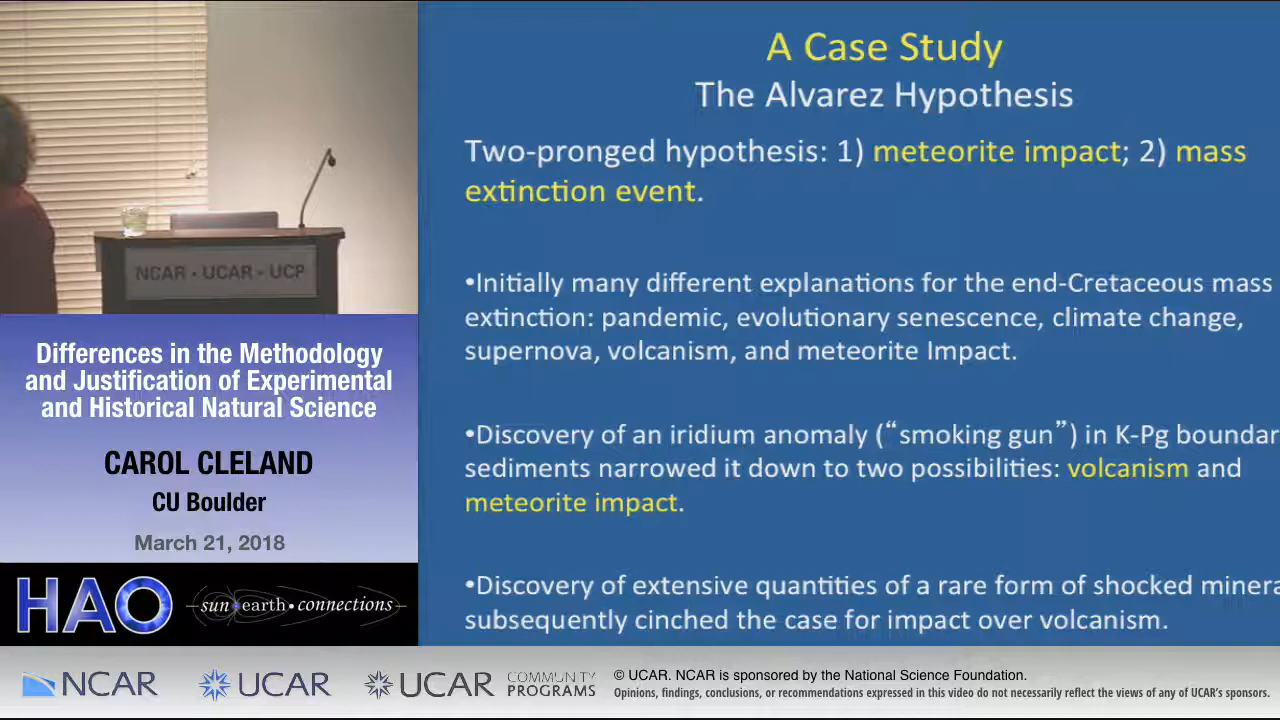 A Case Study
The Alvarez Hypothesis
Two-pronged hypothesis: 1) meteorite impact; 2) mass
extinction event.
•Initially many different explanations for the end-Cretaceous mass
extinction: pandemic, evolutionary senescence, climate change,
supernova, volcanism, and meteorite Impact.
•Discovery of an iridium anomaly (“smoking gun”) in K-Pg boundar
sediments narrowed it down to two possibilities: volcanism and
meteorite impact.
•Discovery of extensive quantities of a rare form of shocked minera
subsequently cinched the case for impact over volcanism.
NCAR • UCAR • UCP
Differences in the Methodology
and Justification of Experimental
and Historical Natural Science
CAROL CLELAND
CU Boulder
March 21, 2018
HAO
sun•earth•connections
NCAR
UCAR
UCAR
COMMUNITY
PROGRAMS
© UCAR. NCAR is sponsored by the National Science Foundation.
Opinions, findings, conclusions, or recommendations expressed in this video do not necessarily reflect the views of any of UCAR's sponsors.